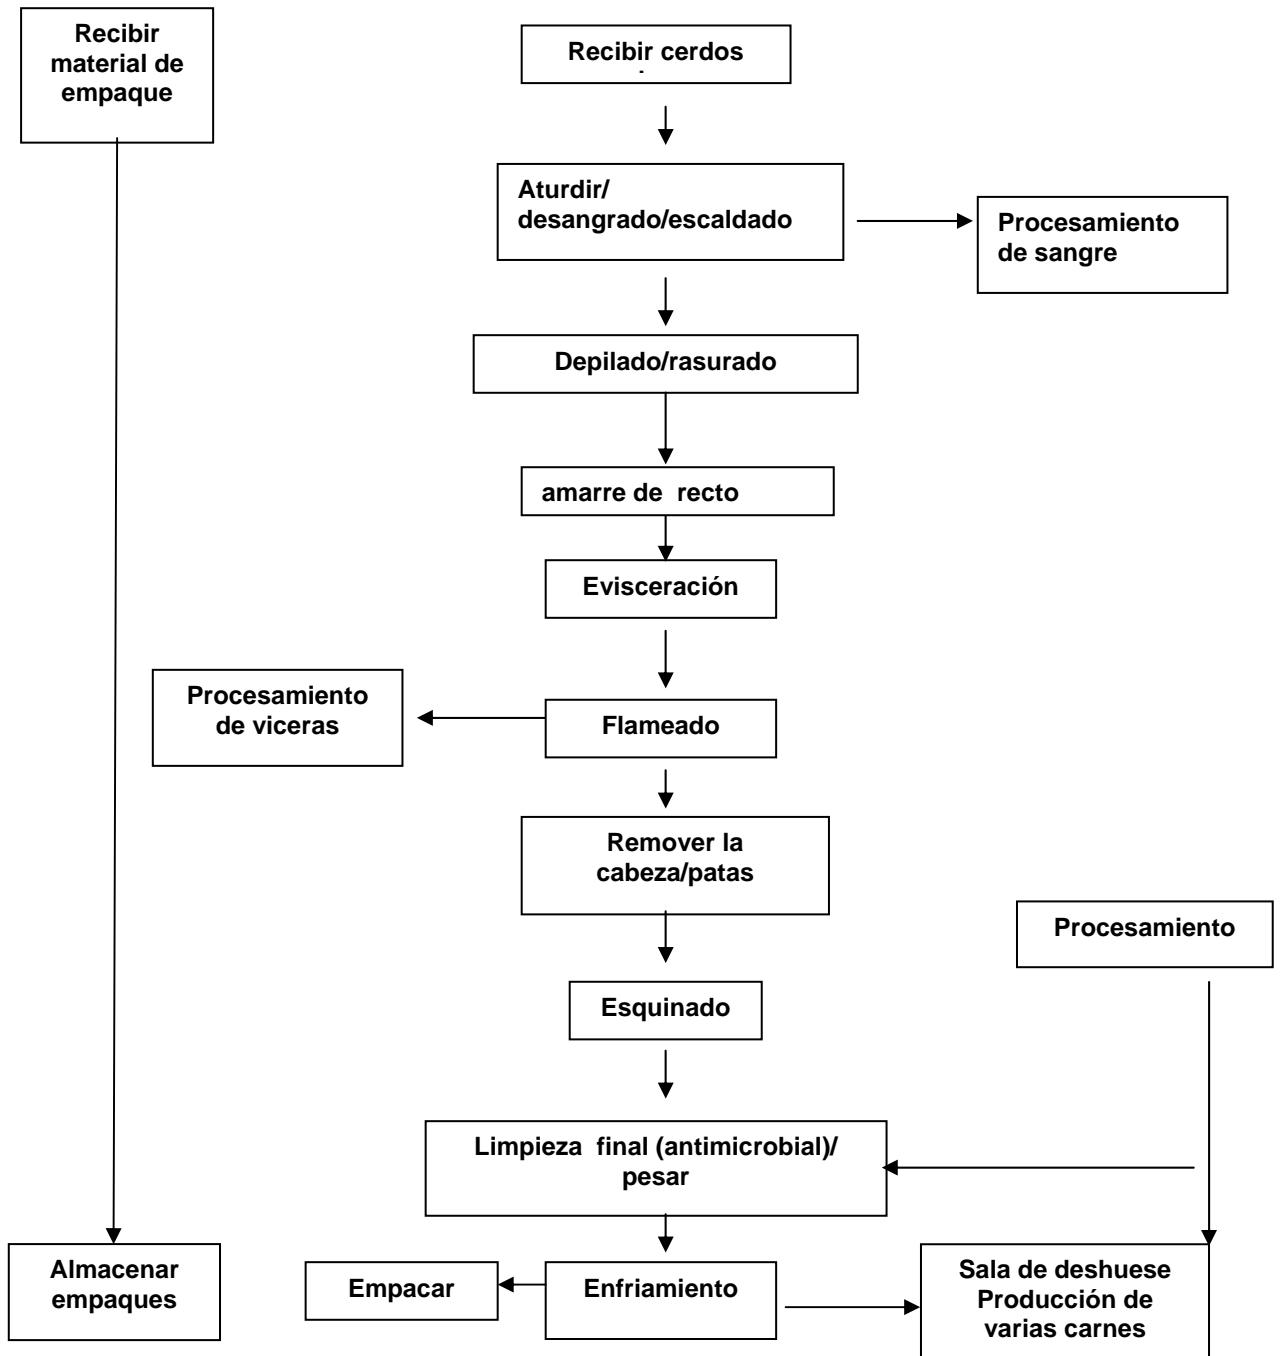 Recibir
material de
empaque
Recibir cerdos
Aturdir/
desangrado/escaldado
Procesamiento
de sangre
Depilado/rasurado
amarre de recto
Evisceración
Procesamiento
de viceras
Flameado
Remover la
cabeza/patas
Procesamiento
Esquinado
Limpieza final (antimicrobial)/
pesar
Almacenar
empaques
Empacar
Enfriamiento
Sala de deshuese
Producción de
varias carnes